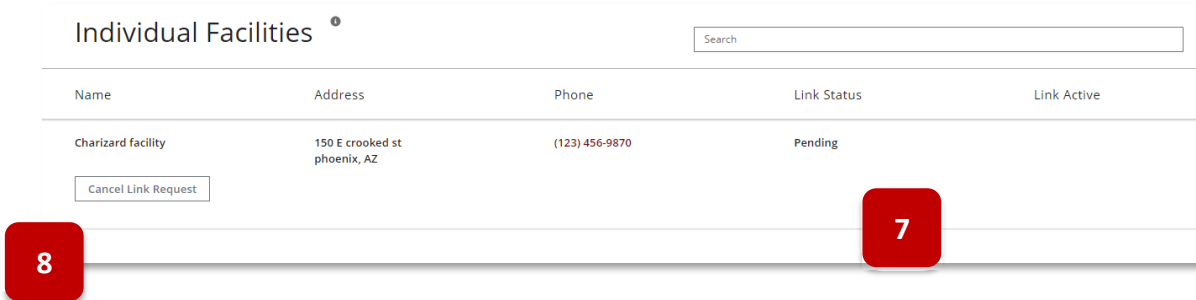 Individual Facilities
Search
Name Address Phone Link Status Link Active
Charizard facility 150 E crooked st (123) 456-9870 Pending
phoenix, AZ
Cancel Link Request
7
8